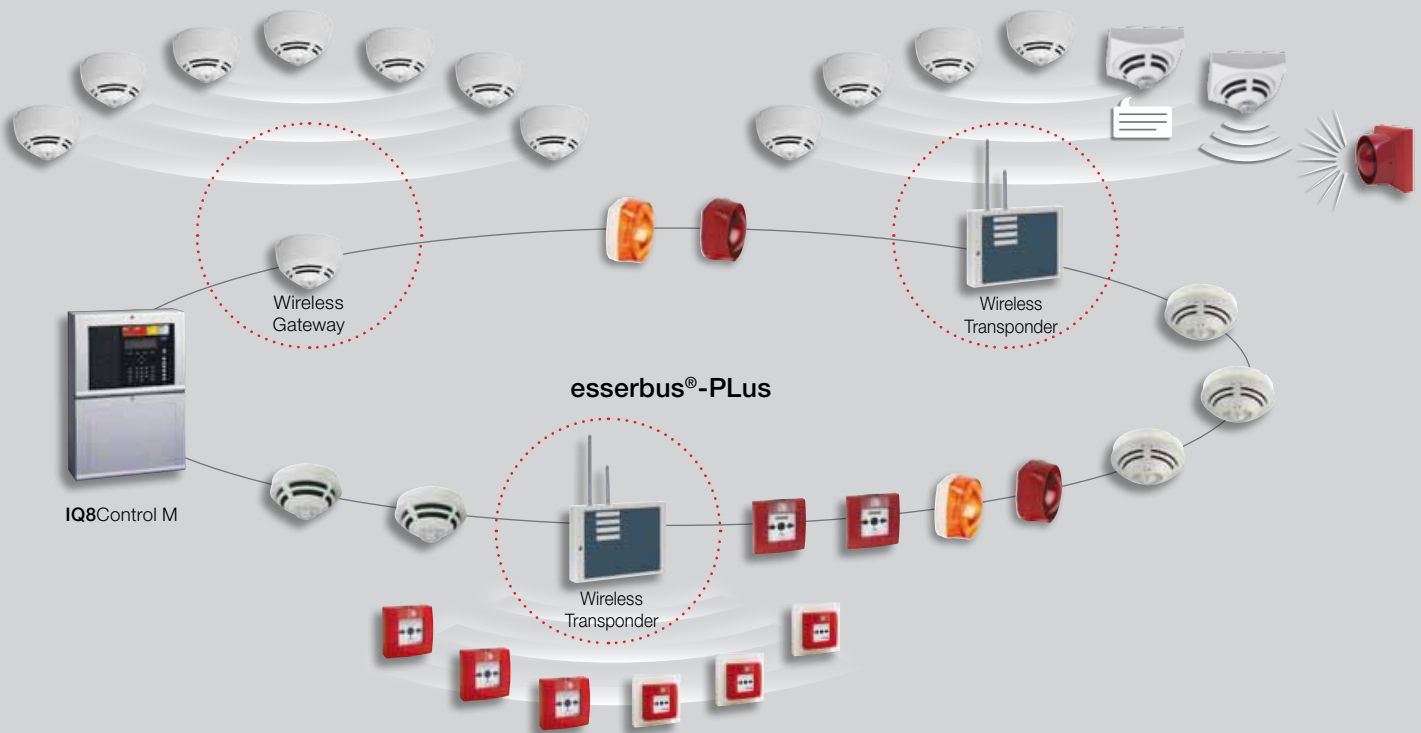 Wireless
Gateway
Wireless
Transponder
esserbus®-PLus
IQ8Control M
Wireless
Transponder